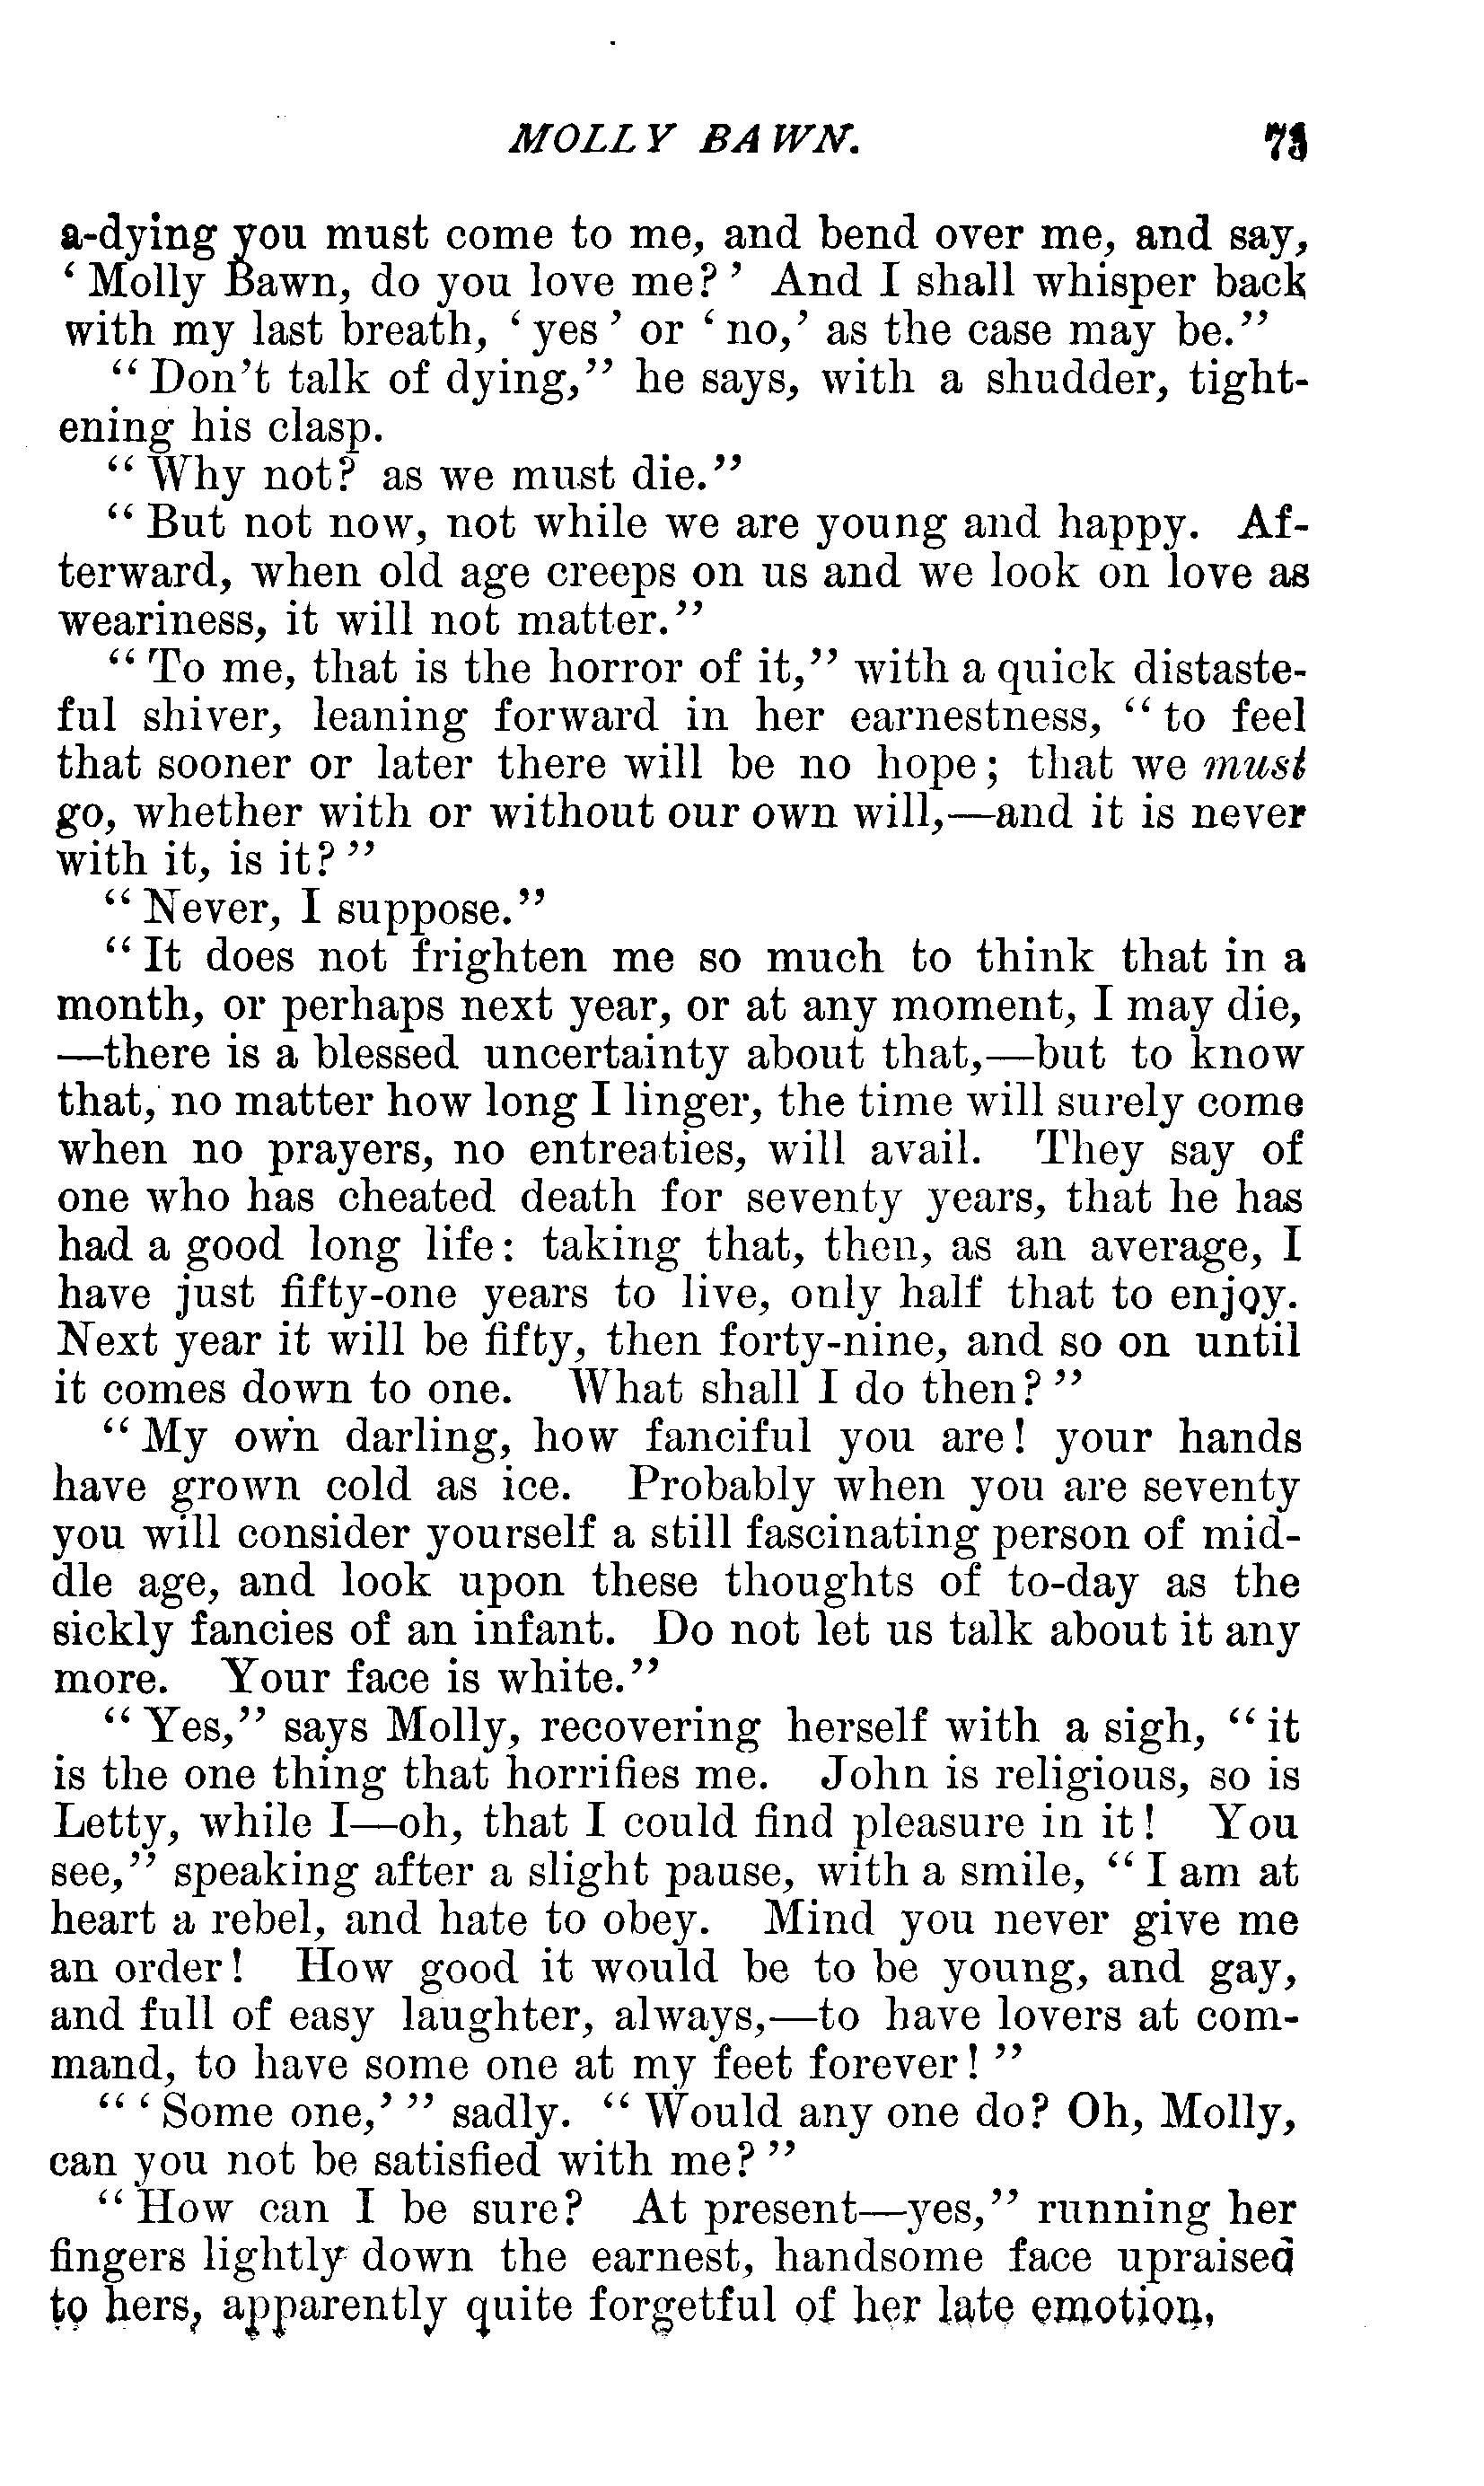 MOLLY BAWN. 73
a-dying you must come to me, and bend over me, and say,
‘ Molly Bawn, do you love me? ’ And I shall whisper back
with my last breath, ‘ yes ’ or ‘ no,’ as the case may be.”
“ Don’t talk of dying,” he says, with a shudder, tight-
ening his clasp.
“ Why not? as we must die.”
“ But not now, not while we are young and happy. Af-
terward, when old age creeps on us and we look on love as
weariness, it will not matter.”
“ To me, that is the horror of it,” with a quick distaste-
ful shiver, leaning forward in her earnestness, “ to feel
that sooner or later there will be no hope; that we must
go, whether with or without our own will,—and it is never
with it, is it? ”
“ Never, I suppose.”
“ It does not frighten me so much to think that in a
month, or perhaps next year, or at any moment, I may die,
—there is a blessed uncertainty about that,—but to know
that, no matter how long I linger, the time will surely come
when no prayers, no entreaties, will avail. They say of
one who has cheated death for seventy years, that he has
had a good long life: taking that, then, as an average, I
have just fifty-one years to live, only half that to enjoy.
Next year it will be fifty, then forty-nine, and so on until
it comes down to one. What shall I do then? ”
“ My own darling, how fanciful you are! your hands
have grown cold as ice. Probably when you are seventy
you will consider yourself a still fascinating person of mid-
dle age, and look upon these thoughts of to-day as the
sickly fancies of an infant. Do not let us talk about it any
more. Your face is white.”
“ Yes,” says Molly, recovering herself with a sigh, “ it
is the one thing that horrifies me. John is religious, so is
Letty, while I—oh, that I could find pleasure in it! You
see,” speaking after a slight pause, with a smile, “ I am at
heart a rebel, and hate to obey. Mind you never give me
an order! How good it would be to be young, and gay,
and full of easy laughter, always,—to have lovers at com-
mand, to have some one at my feet forever! ”
“ ‘ Some one,’ ” sadly. “ Would any one do? Oh, Molly,
can you not be satisfied with me? ”
“ How can I be sure? At present—yes,” running her
fingers lightly down the earnest, handsome face upraised
to hers, apparently quite forgetful of her late emotion,